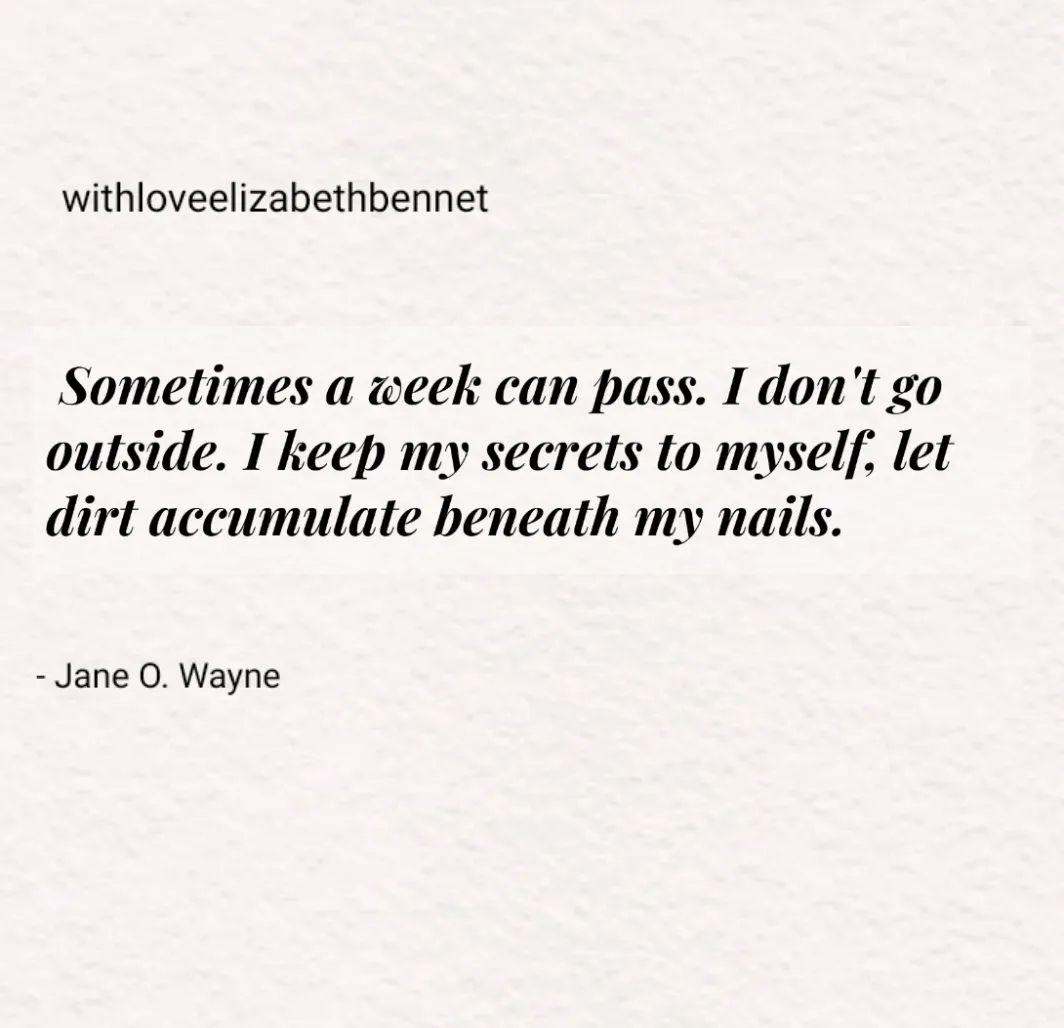 withloveelizabethbennet
Sometimes a week can pass. I don't go
outside. I keep my secrets to myself, let
dirt accumulate beneath my nails.
- Jane O. Wayne